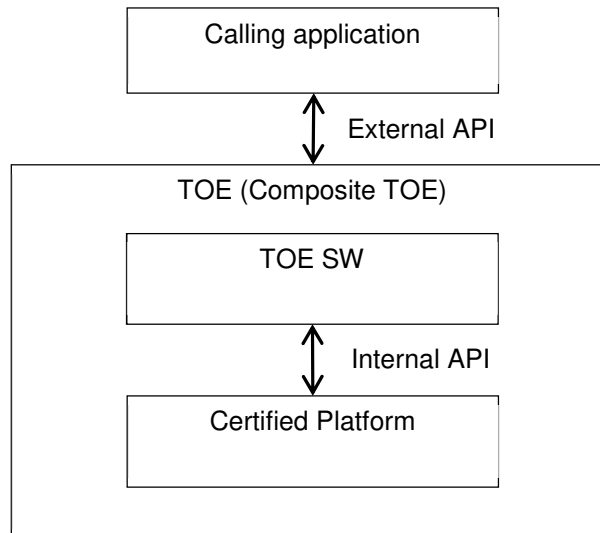 Calling application
External API
TOE (Composite TOE)
TOE SW
Internal API
Certified Platform